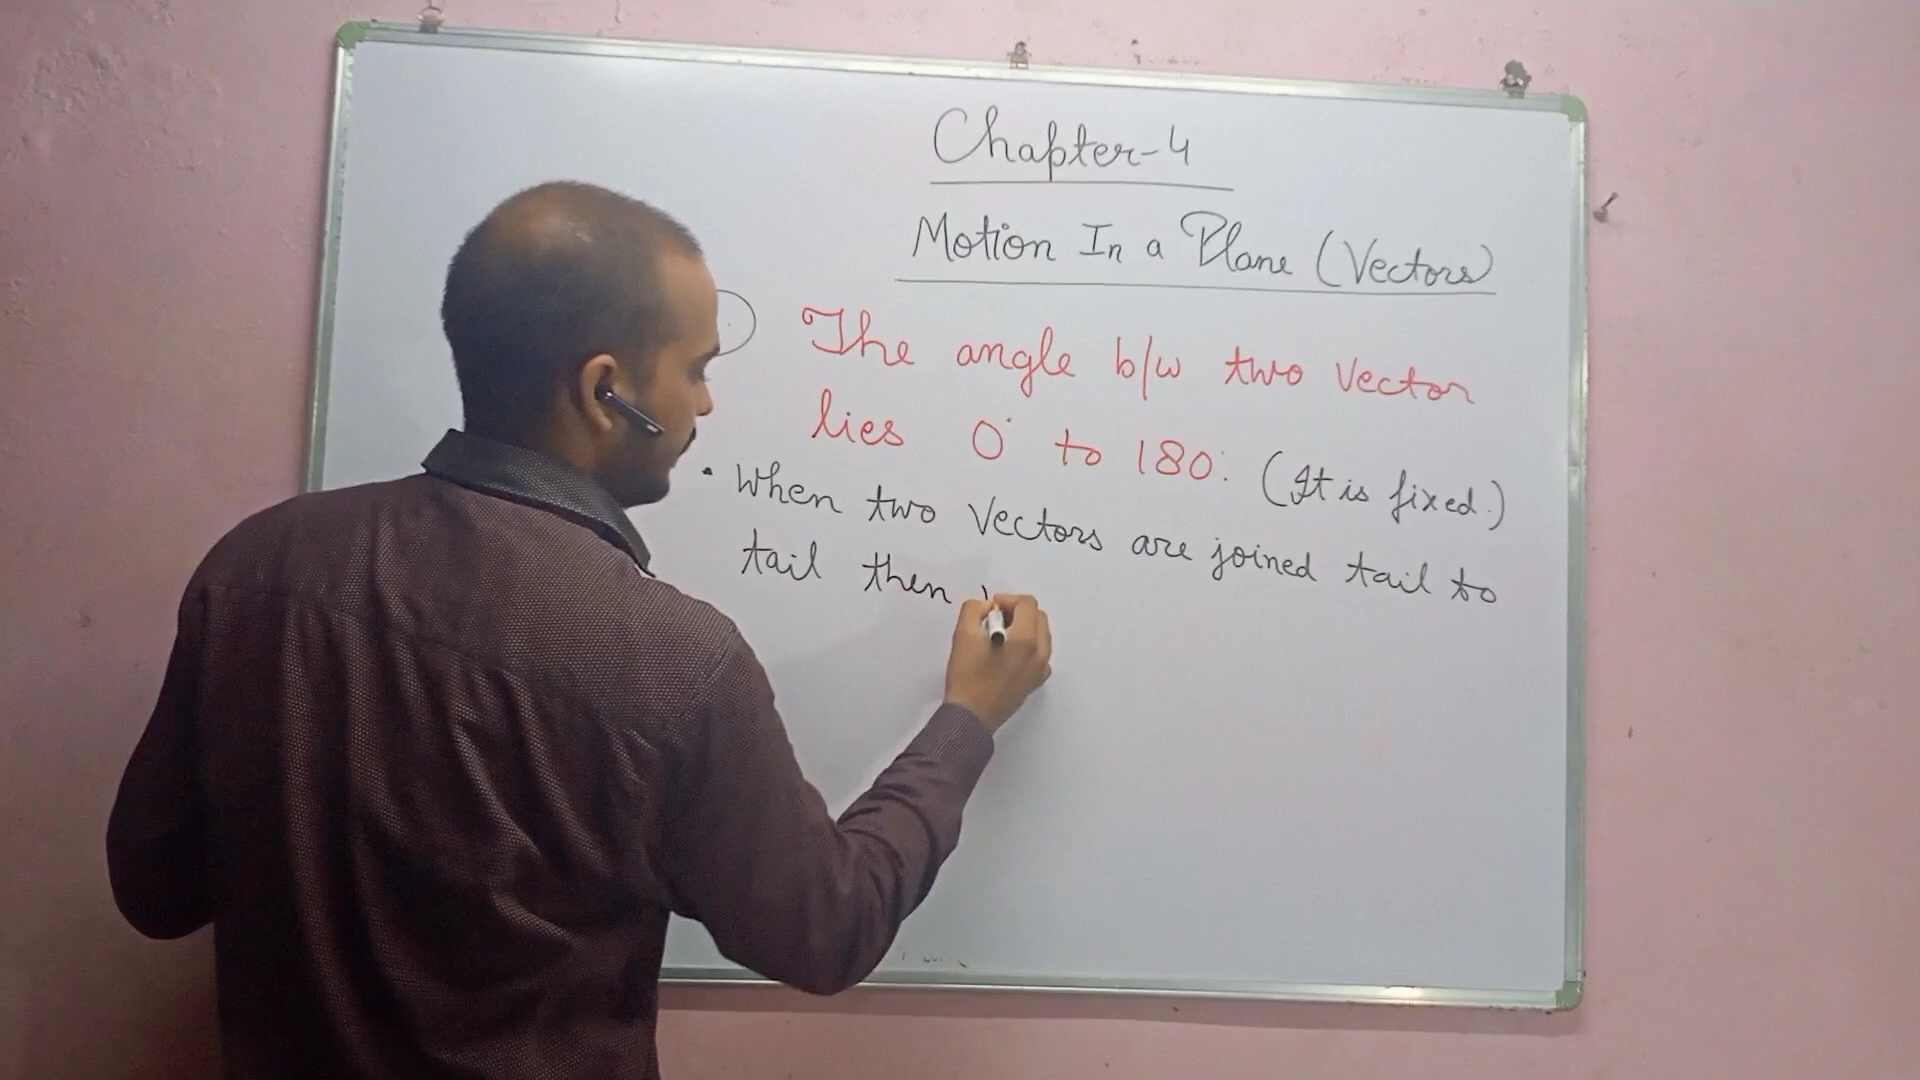 Chapter-4
Motion In a Plane (Vectors)
The angle b/w two Vector
lies 0° to 180°. (It is fixed.)
• When two Vectors are joined tail to
tail then